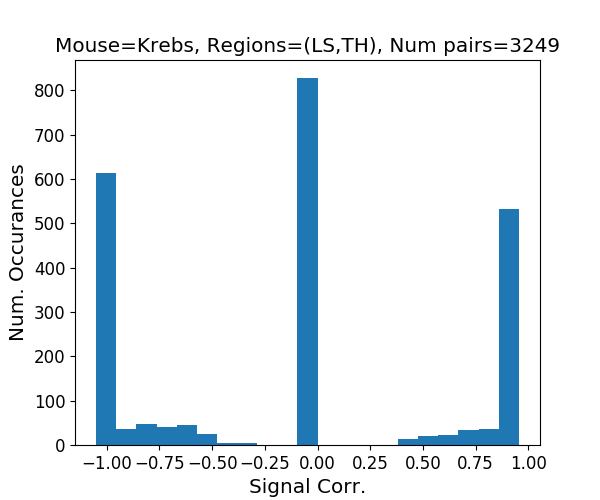 Mouse=Krebs, Regions=(LS,TH), Num pairs=3249
800
700
600
500
400
300
200
100
0
Num. Occurances
−1.00 −0.75 −0.50 −0.25 0.00 0.25 0.50 0.75 1.00
Signal Corr.